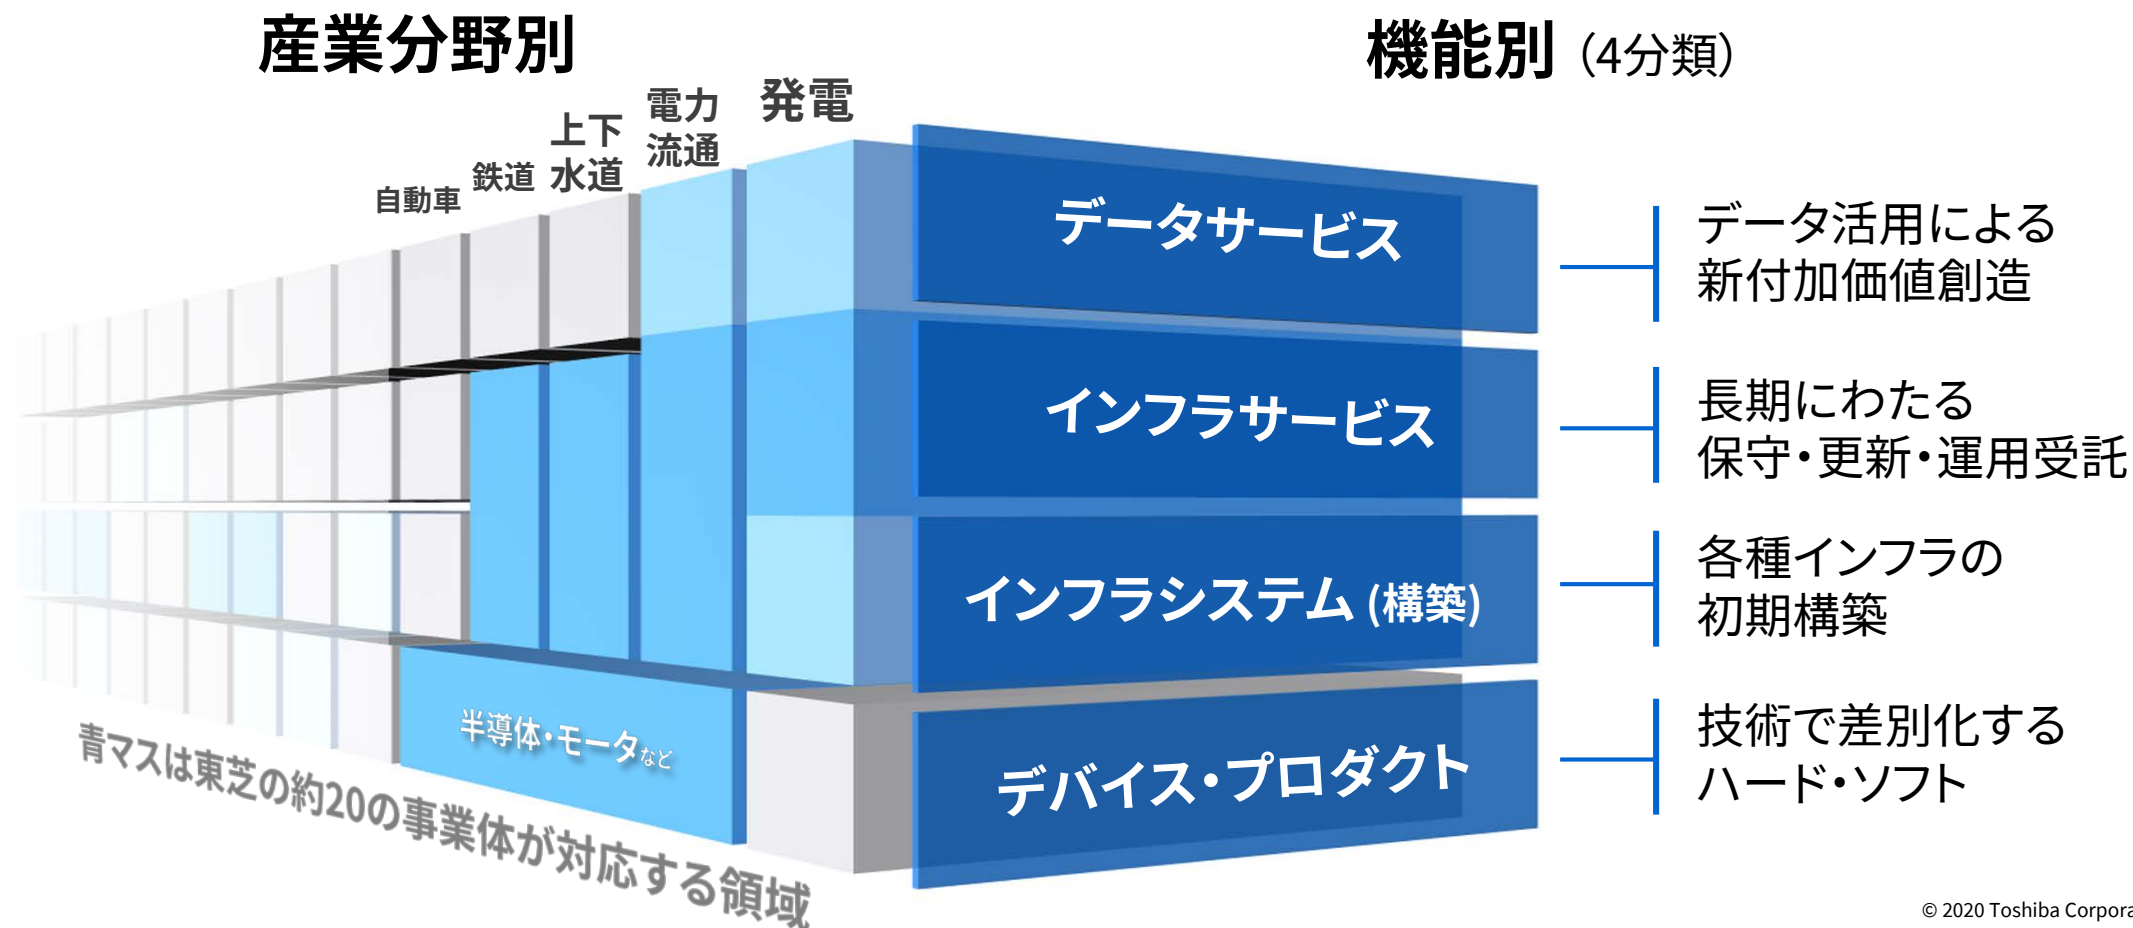 産業分野別
機能別（4分類）
発電
電力
流通
上下
水道
鉄道
自動車
データサービス
データ活用による
新付加価値創造
インフラサービス
長期にわたる
保守・更新・運用受託
インフラシステム (構築)
各種インフラの
初期構築
デバイス・プロダクト
技術で差別化する
ハード・ソフト
半導体・モータなど
青マスは東芝の約20の事業体が対応する領域
© 2020 Toshiba Corpora